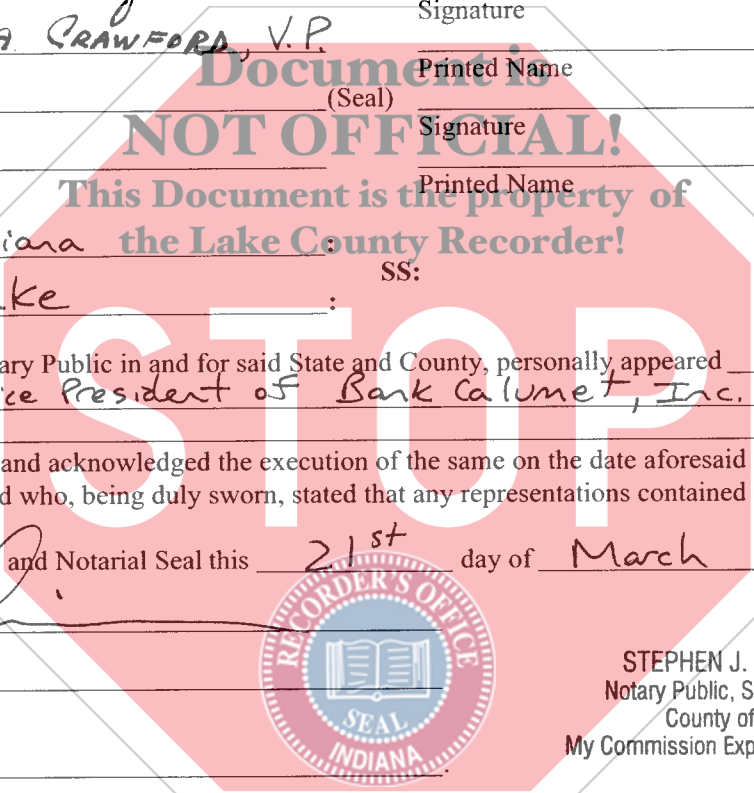 Signature
A CRAWFORD, V.P.
Document is
Printed Name
(Seal)
NOT OFFICIAL!
Signature
This Document is the property of
Printed Name
iana : the Lake County Recorder!
SS:
ke :
STOP
ary Public in and for said State and County, personally appeared
ce President of Bank Calumet, Inc.
and acknowledged the execution of the same on the date aforesaid
d who, being duly sworn, stated that any representations contained
and Notarial Seal this 21st day of March
RECORDER'S OFFICE
SEAL
INDIANA
STEPHEN J.
Notary Public, S
County of
My Commission Exp